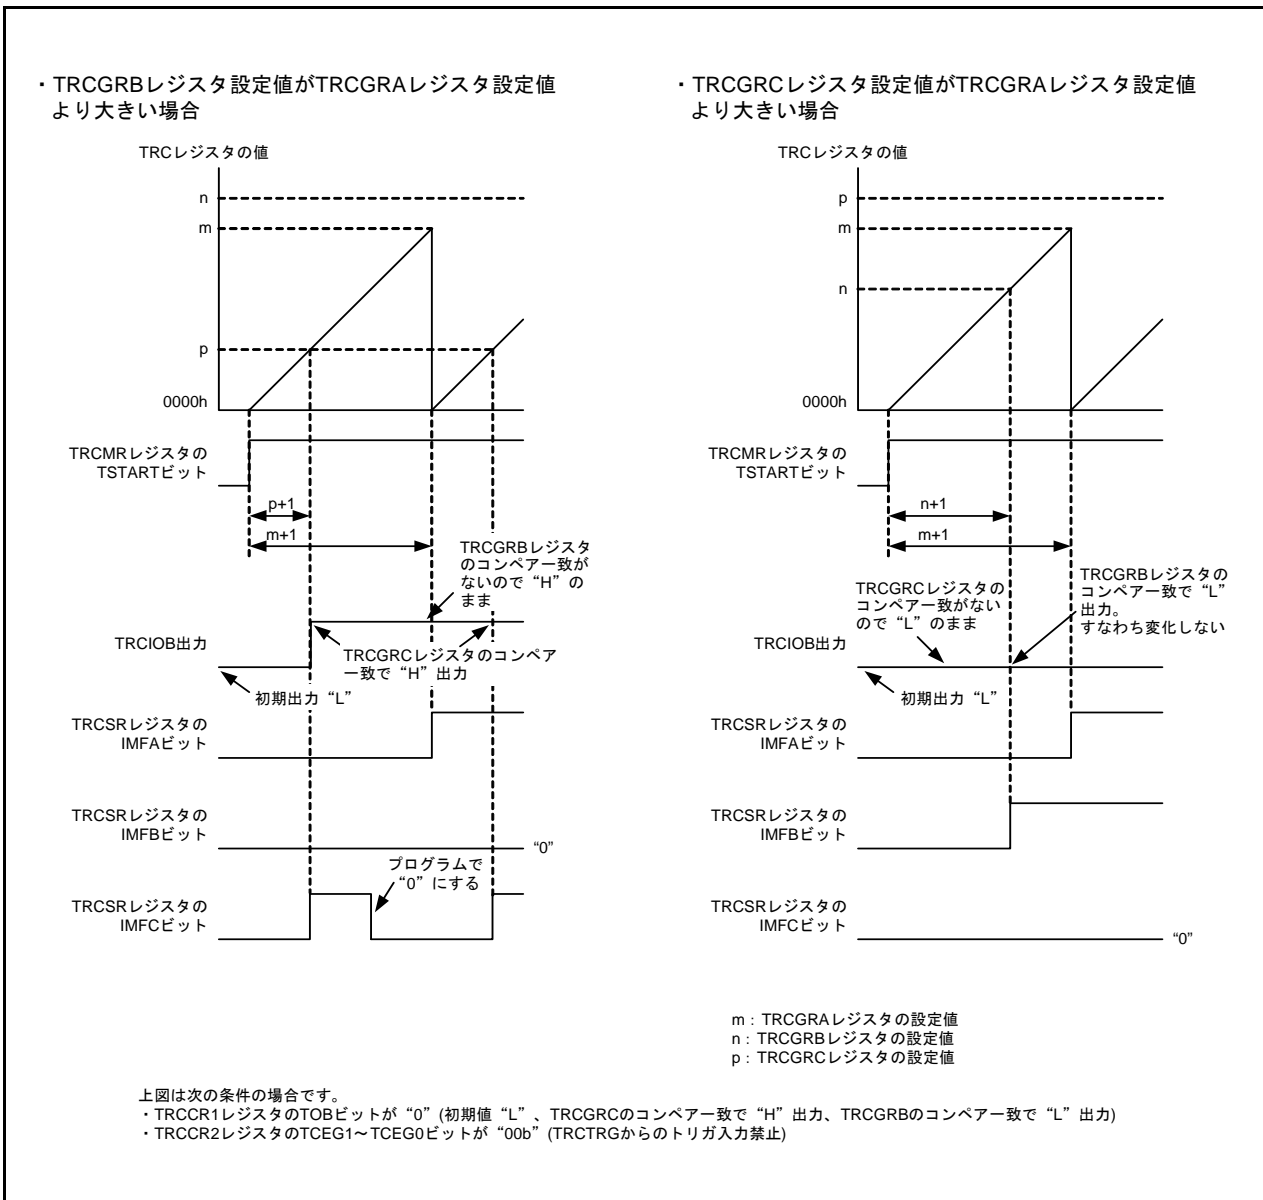 ・TRCGRBレジスタ設定値がTRCGRAレジスタ設定値
より大きい場合
TRCレジスタの値
n
m
p
0000h
TRCMRレジスタの
TSTARTビット
p+1
m+1
TRCGRBレジスタ
のコンペア一致が
ないので“H”の
まま
TRCIOB出力
TRCGRCレジスタのコンペア
一致で“H”出力
初期出力“L”
TRCSRレジスタの
IMFAビット
TRCSRレジスタの
IMFBビット
“0”
プログラムで
“0”にする
TRCSRレジスタの
IMFCビット
・TRCGRCレジスタ設定値がTRCGRAレジスタ設定値
より大きい場合
TRCレジスタの値
p
m
n
0000h
TRCMRレジスタの
TSTARTビット
n+1
m+1
TRCGRCレジスタの
コンペア一致がない
ので“L”のまま
TRCGRBレジスタの
コンペア一致で“L”
出力。
すなわち変化しない
TRCIOB出力
初期出力“L”
TRCSRレジスタの
IMFAビット
TRCSRレジスタの
IMFBビット
TRCSRレジスタの
IMFCビット
“0”
m：TRCGRAレジスタの設定値
n：TRCGRBレジスタの設定値
p：TRCGRCレジスタの設定値
上図は次の条件の場合です。
・TRCCR1レジスタのTOBビットが“0”(初期値“L”、TRCGRCのコンペア一致で“H”出力、TRCGRBのコンペア一致で“L”出力)
・TRCCR2レジスタのTCEG1～TCEG0ビットが“00b”(TRCTRGからのトリガ入力禁止)